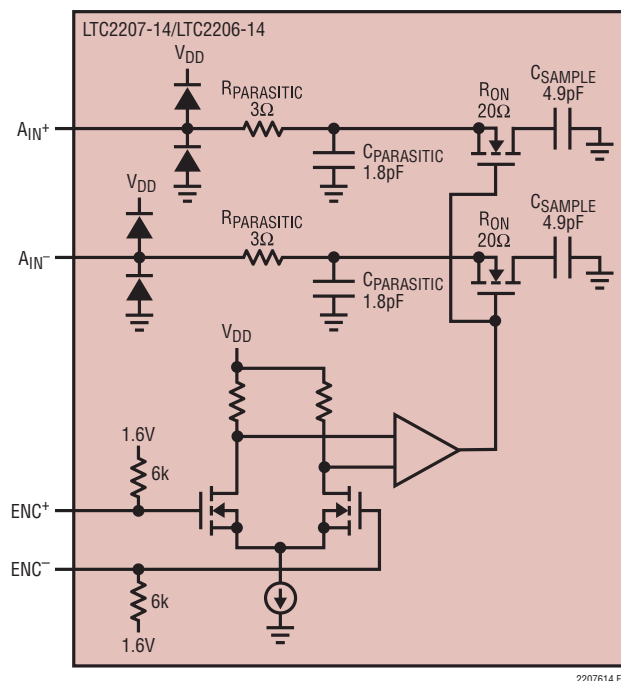 LTC2207-14/LTC2206-14
VDD
AIN+
RPARASITIC
3Ω
CPARASITIC
1.8pF
RON
20Ω
CSAMPLE
4.9pF
VDD
AIN−
RPARASITIC
3Ω
CPARASITIC
1.8pF
RON
20Ω
CSAMPLE
4.9pF
VDD
1.6V
6k
ENC+
ENC−
6k
1.6V